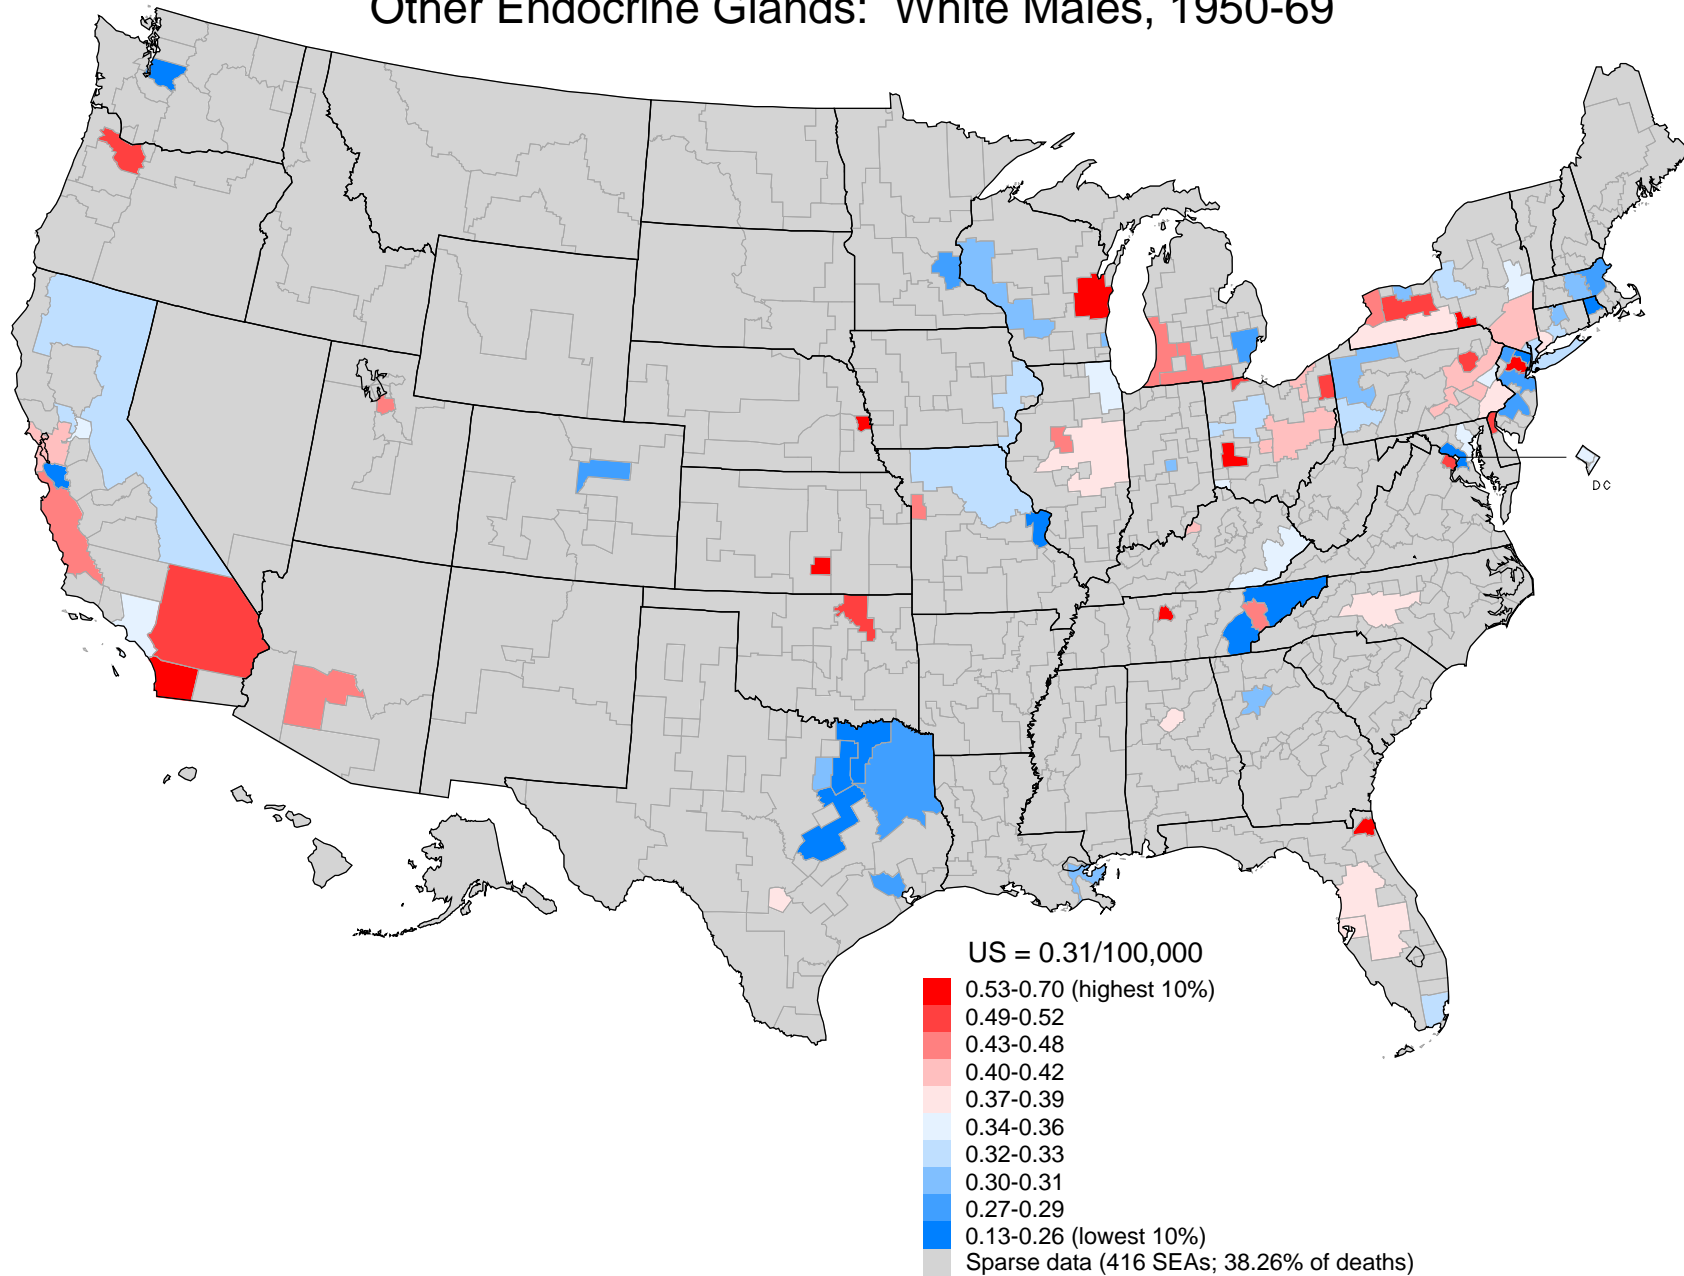 Other Endocrine Glands: White Males, 1950-69
DC
US = 0.31/100,000
0.53-0.70 (highest 10%)
0.49-0.52
0.43-0.48
0.40-0.42
0.37-0.39
0.34-0.36
0.32-0.33
0.30-0.31
0.27-0.29
0.13-0.26 (lowest 10%)
Sparse data (416 SEAs; 38.26% of deaths)